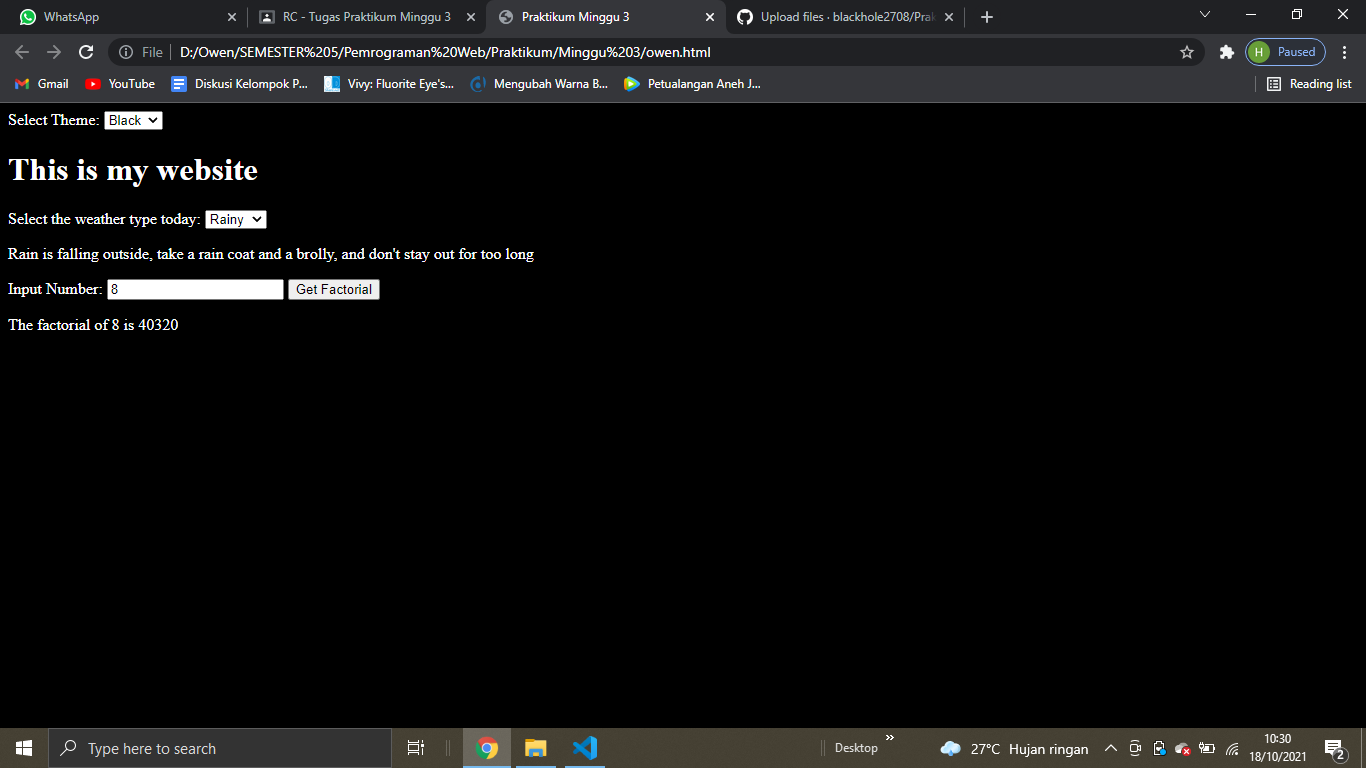 WhatsApp
RC - Tugas Praktikum Minggu 3
Praktikum Minggu 3
Upload files · blackhole2708/Prak
File
D:/Owen/SEMESTER%205/Pemrograman%20Web/Praktikum/Minggu%203/owen.html
H
Paused
Gmail
YouTube
Diskusi Kelompok P...
Vivy: Fluorite Eye's...
Mengubah Warna B...
Petualangan Aneh J...
Reading list
Select Theme: Black
This is my website
Select the weather type today: Rainy
Rain is falling outside, take a rain coat and a brolly, and don't stay out for too long
Input Number: 8 Get Factorial
The factorial of 8 is 40320
Type here to search
Desktop
27°C Hujan ringan
10:30
18/10/2021
2